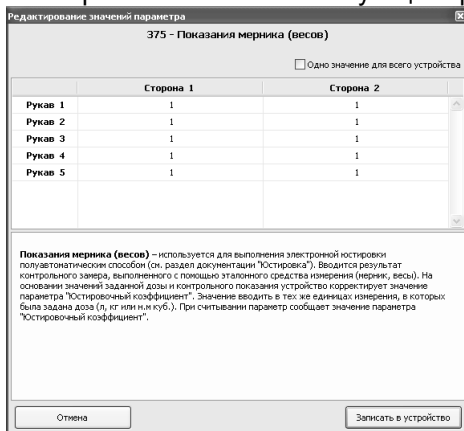 Редактирование значений параметра
375 - Показания мерника (весов)
Одно значение для всего устройства
Сторона 1 Сторона 2
Рукав 1 1 1
Рукав 2 1 1
Рукав 3 1 1
Рукав 4 1 1
Рукав 5 1 1
Показания мерника (весов) – используется для выполнения электронной юстировки
полуавтоматическим способом (см. раздел документации "Юстировка"). Вводится результат
контрольного замера, выполненного с помощью эталонного средства измерения (мерник, весы). На
основании значений заданной дозы и контрольного показания устройство корректирует значение
параметра "Юстировочный коэффициент". Значение вводить в тех же единицах измерения, в которых
была задана доза (л, кг или н.м куб.). При считывании параметр сообщает значение параметра
"Юстировочный коэффициент".
Отмена Записать в устройство